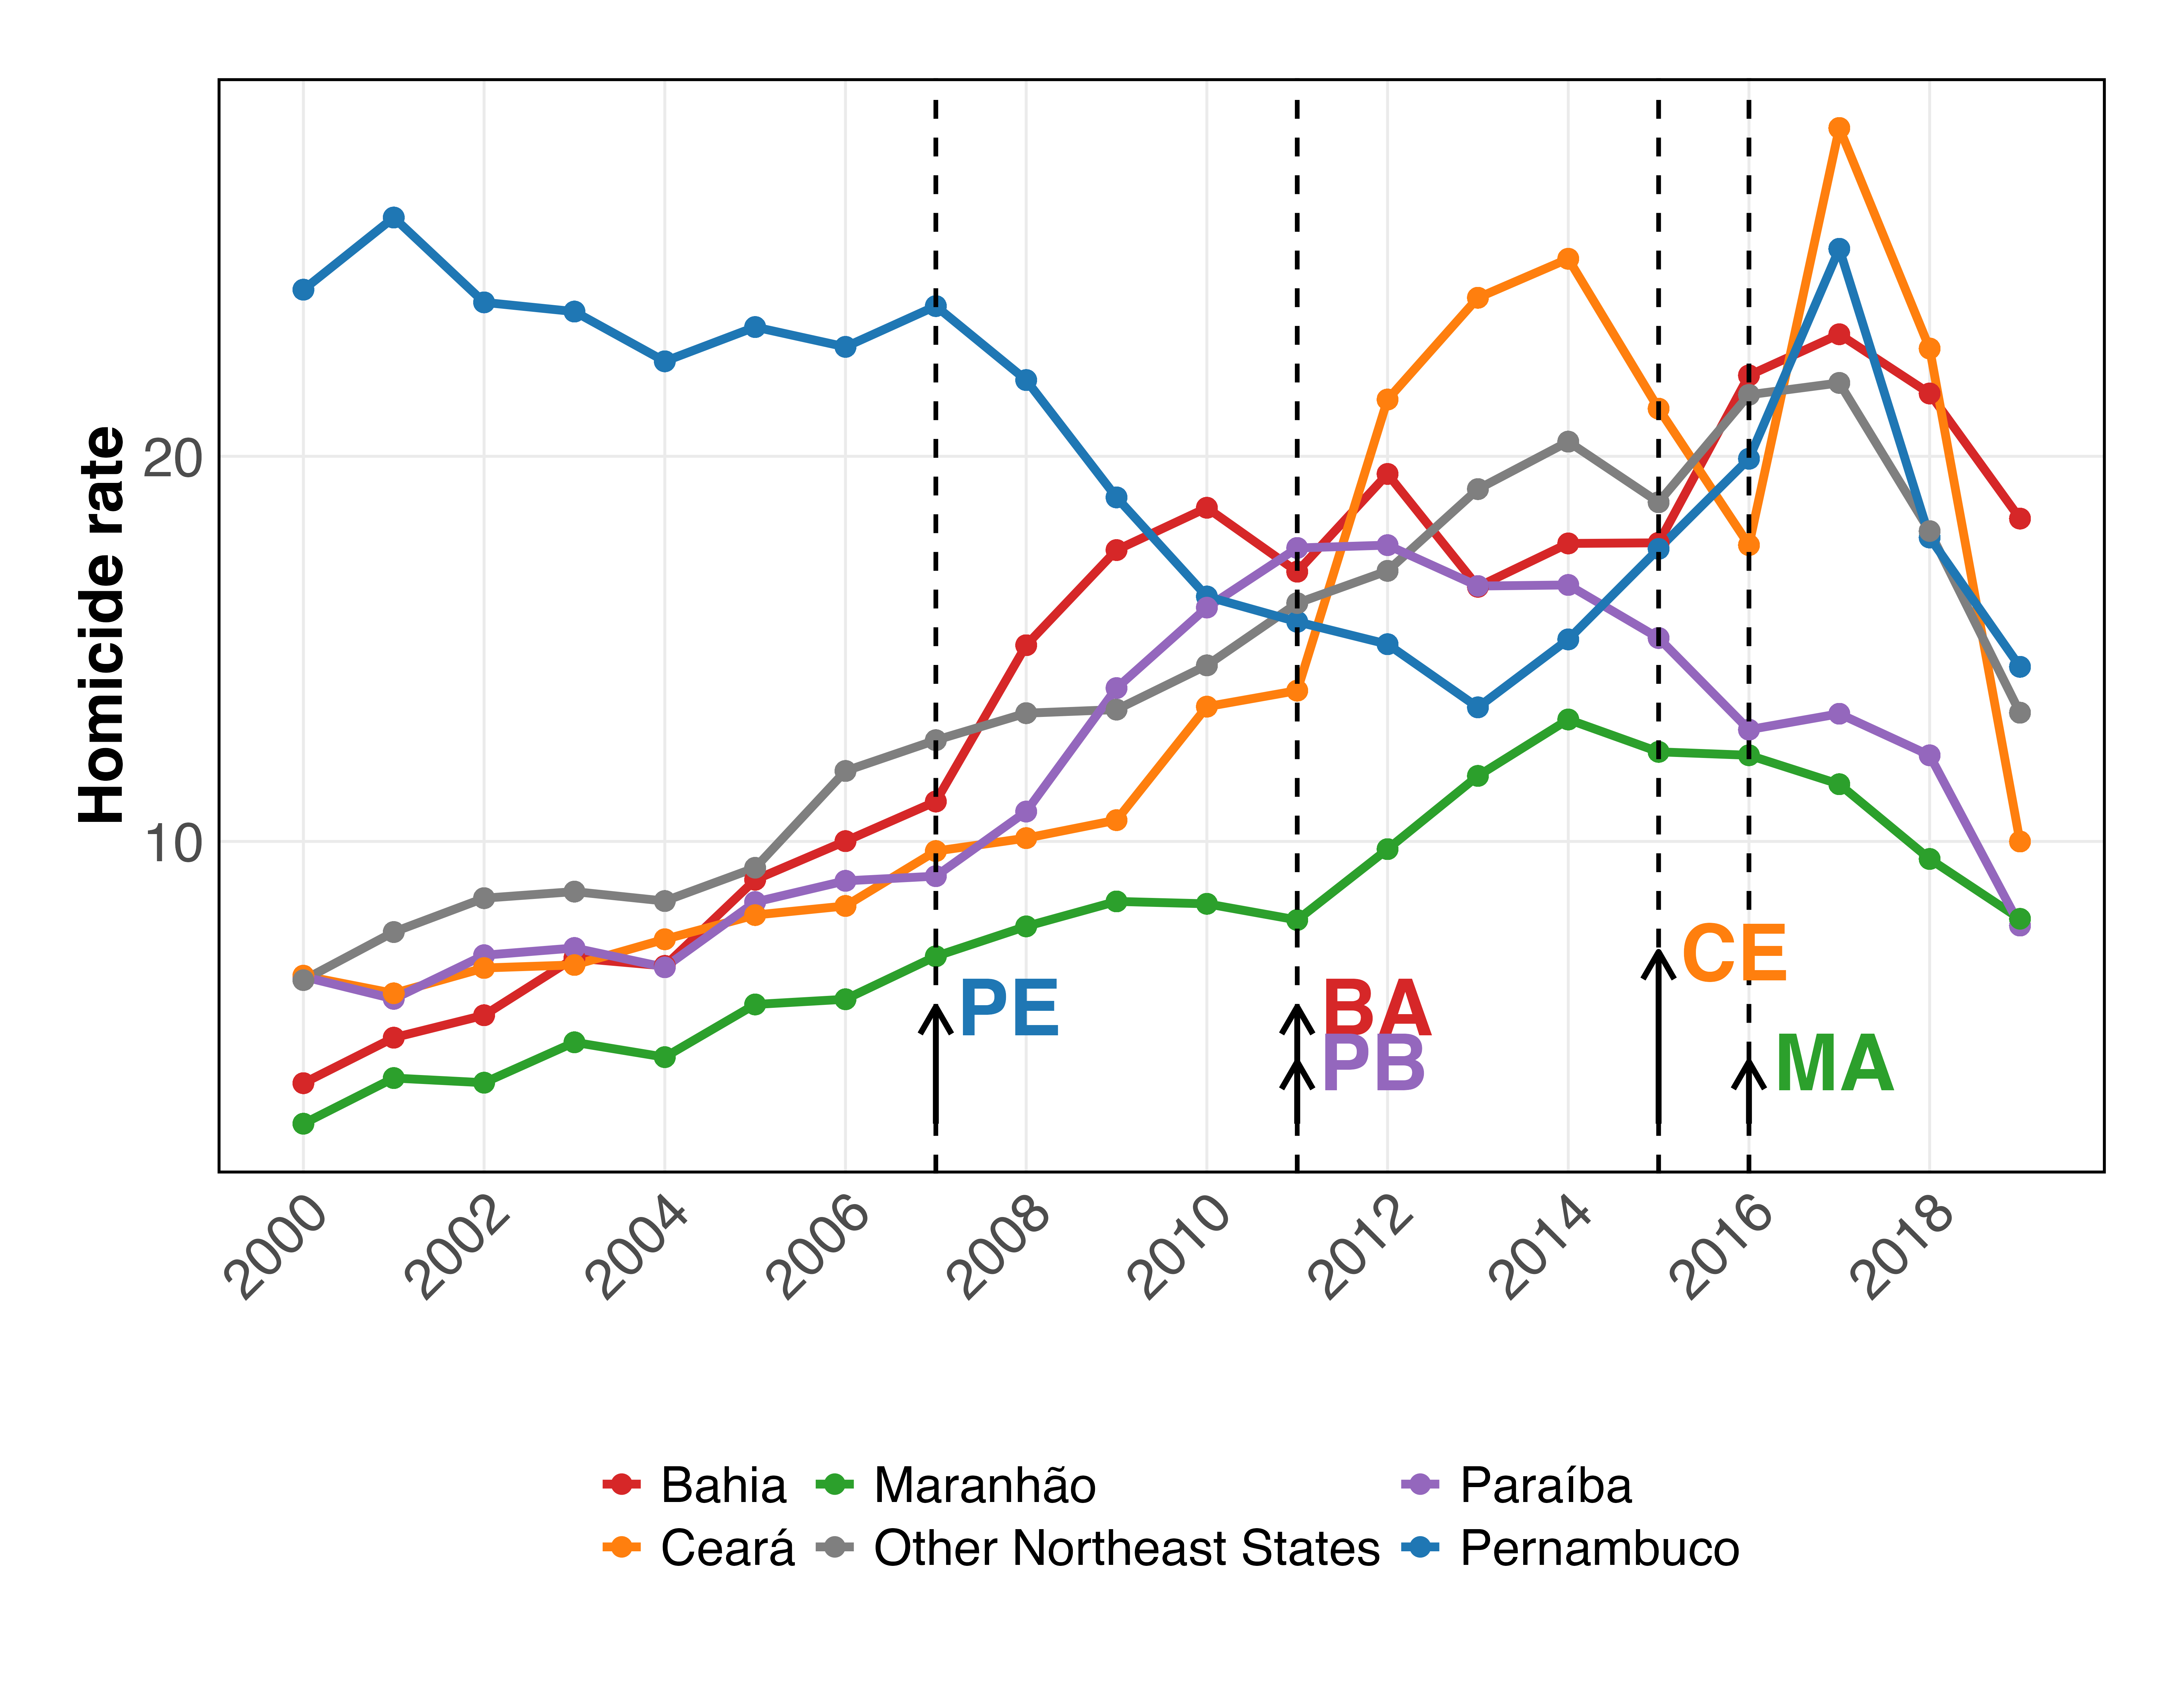 Homicide rate
20
10
PE
BA
PB
CE
MA
2000
2002
2004
2006
2008
2010
2012
2014
2016
2018
Bahia
Maranhão
Paraíba
Ceará
Other Northeast States
Pernambuco